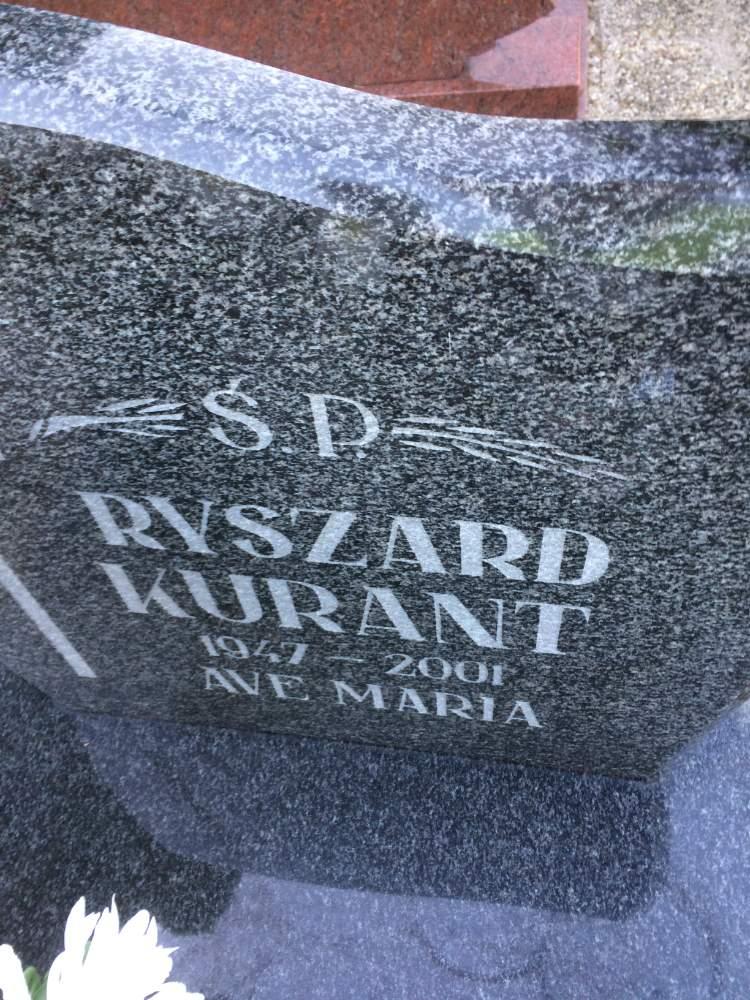 Ś.P.
RYSZARD
KURANT
1947 – 2001
AVE MARIA